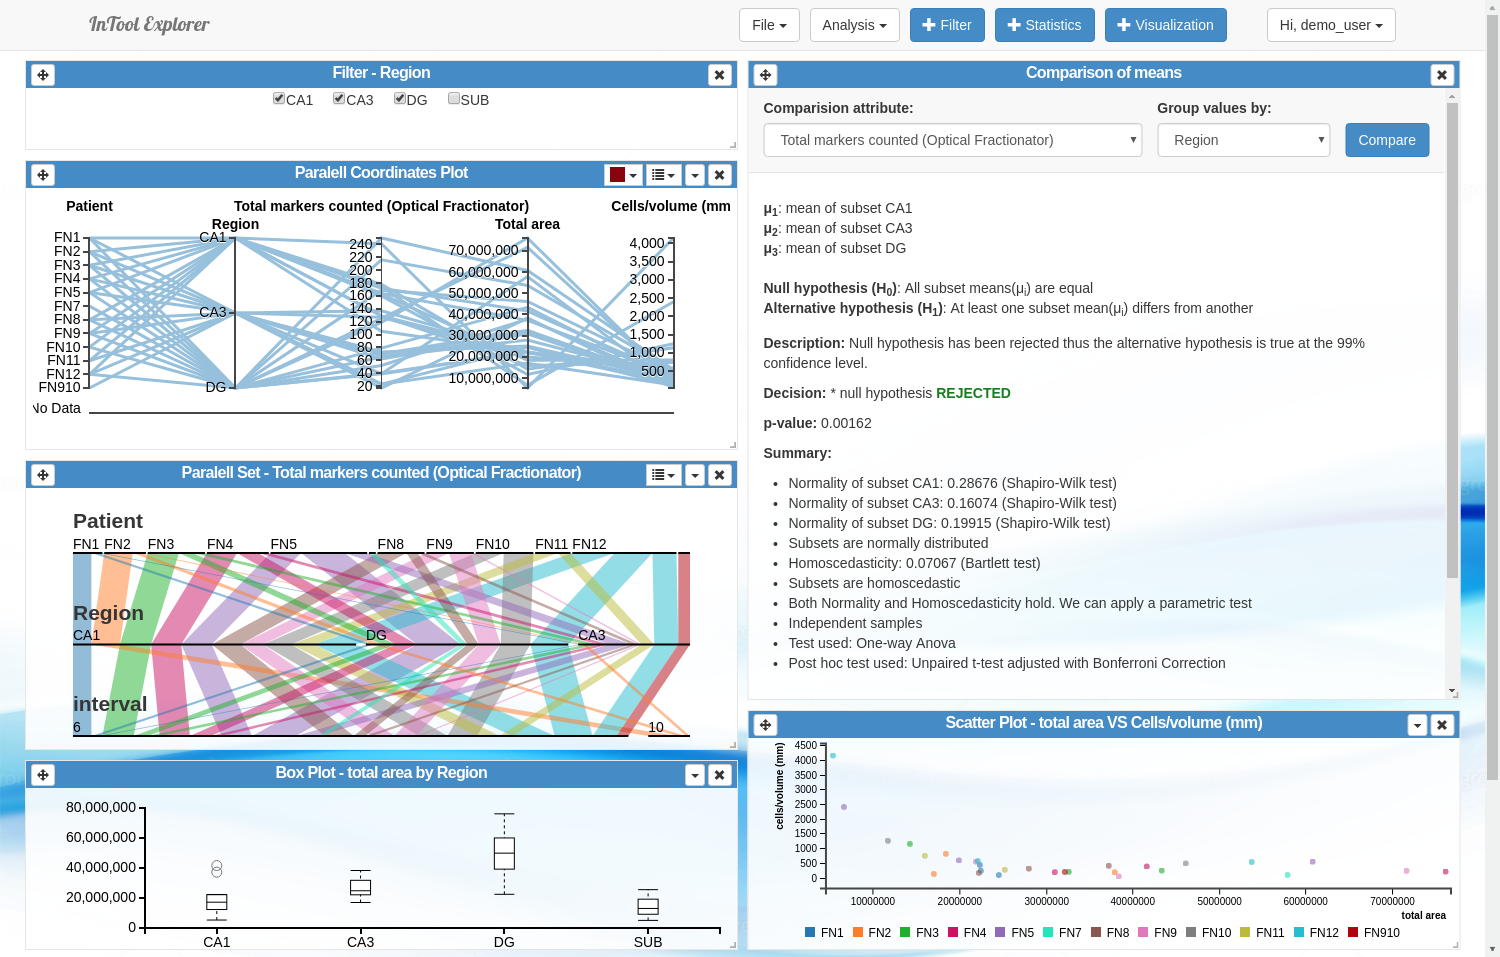 InTool Explorer
File
Analysis
Filter
Statistics
Visualization
Hi, demo_user
Filter - Region
CA1 CA3 DG SUB
Paralell Coordinates Plot
Patient Total markers counted (Optical Fractionator) Cells/volume (mm
Region Total area
FN1
FN2
FN3
FN4
FN5
FN7
FN8
FN9
FN10
FN11
FN12
FN910
No Data
CA1
CA3
DG
240
220
200
180
160
140
120
100
80
60
40
20
70,000,000
60,000,000
50,000,000
40,000,000
30,000,000
20,000,000
10,000,000
4,000
3,500
3,000
2,500
2,000
1,500
1,000
500
Paralell Set - Total markers counted (Optical Fractionator)
Patient
FN1 FN2 FN3 FN4 FN5 FN8 FN9 FN10 FN11 FN12
Region
CA1 DG CA3
interval
6 10
Box Plot - total area by Region
80,000,000
60,000,000
40,000,000
20,000,000
0
CA1 CA3 DG SUB
Comparison of means
Comparision attribute: Group values by:
Total markers counted (Optical Fractionator) Region Compare
μ1: mean of subset CA1
μ2: mean of subset CA3
μ3: mean of subset DG
Null hypothesis (H0): All subset means(μi) are equal
Alternative hypothesis (H1): At least one subset mean(μi) differs from another
Description: Null hypothesis has been rejected thus the alternative hypothesis is true at the 99%
confidence level.
Decision: * null hypothesis REJECTED
p-value: 0.00162
Summary:
• Normality of subset CA1: 0.28676 (Shapiro-Wilk test)
• Normality of subset CA3: 0.16074 (Shapiro-Wilk test)
• Normality of subset DG: 0.19915 (Shapiro-Wilk test)
• Subsets are normally distributed
• Homoscedasticity: 0.07067 (Bartlett test)
• Subsets are homoscedastic
• Both Normality and Homoscedasticity hold. We can apply a parametric test
• Independent samples
• Test used: One-way Anova
• Post hoc test used: Unpaired t-test adjusted with Bonferroni Correction
Scatter Plot - total area VS Cells/volume (mm)
cells/volume (mm)
4500
4000
3500
3000
2500
2000
1500
1000
500
0
10000000 20000000 30000000 40000000 50000000 60000000 70000000
total area
FN1 FN2 FN3 FN4 FN5 FN7 FN8 FN9 FN10 FN11 FN12 FN910